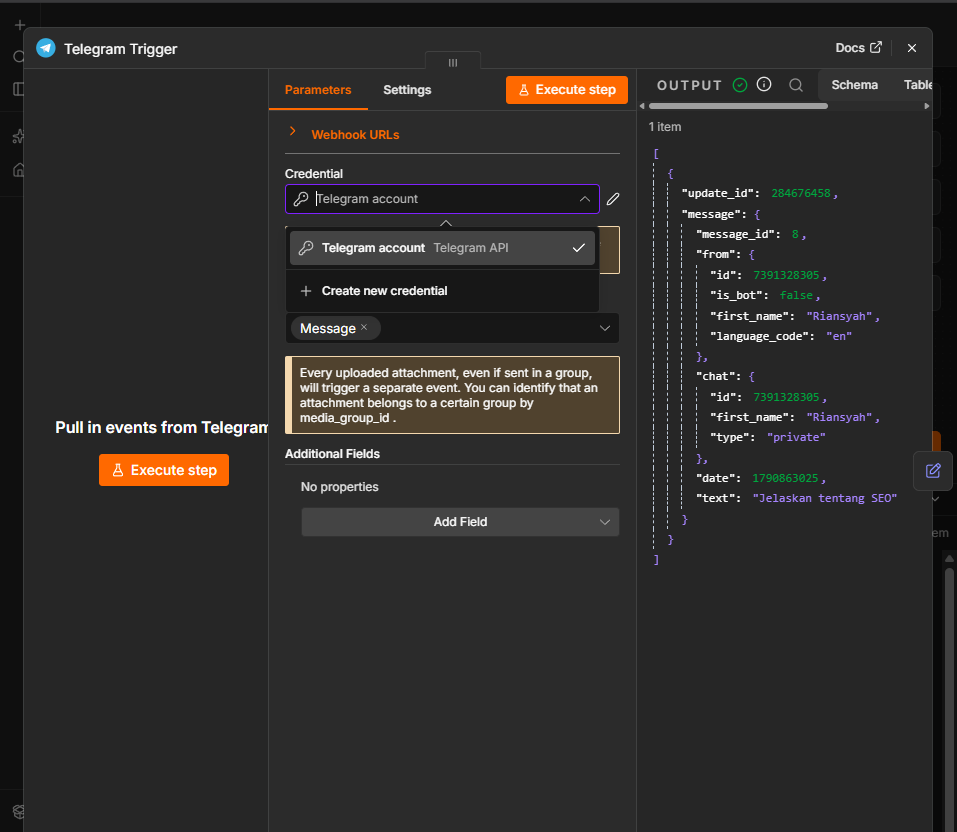 Telegram Trigger
Docs
Parameters
Settings
Execute step
Webhook URLs
Credential
Telegram account
Telegram account Telegram API
Create new credential
Message ×
Every uploaded attachment, even if sent in a group,
will trigger a separate event. You can identify that an
attachment belongs to a certain group by
media_group_id .
Additional Fields
No properties
Add Field
Pull in events from Telegram
Execute step
OUTPUT
Schema
Table
1 item
[
{
"update_id": 284676458,
"message": {
"message_id": 8,
"from": {
"id": 7391328305,
"is_bot": false,
"first_name": "Riansyah",
"language_code": "en"
},
"chat": {
"id": 7391328305,
"first_name": "Riansyah",
"type": "private"
},
"date": 1790863025,
"text": "Jelaskan tentang SEO"
}
}
]
em